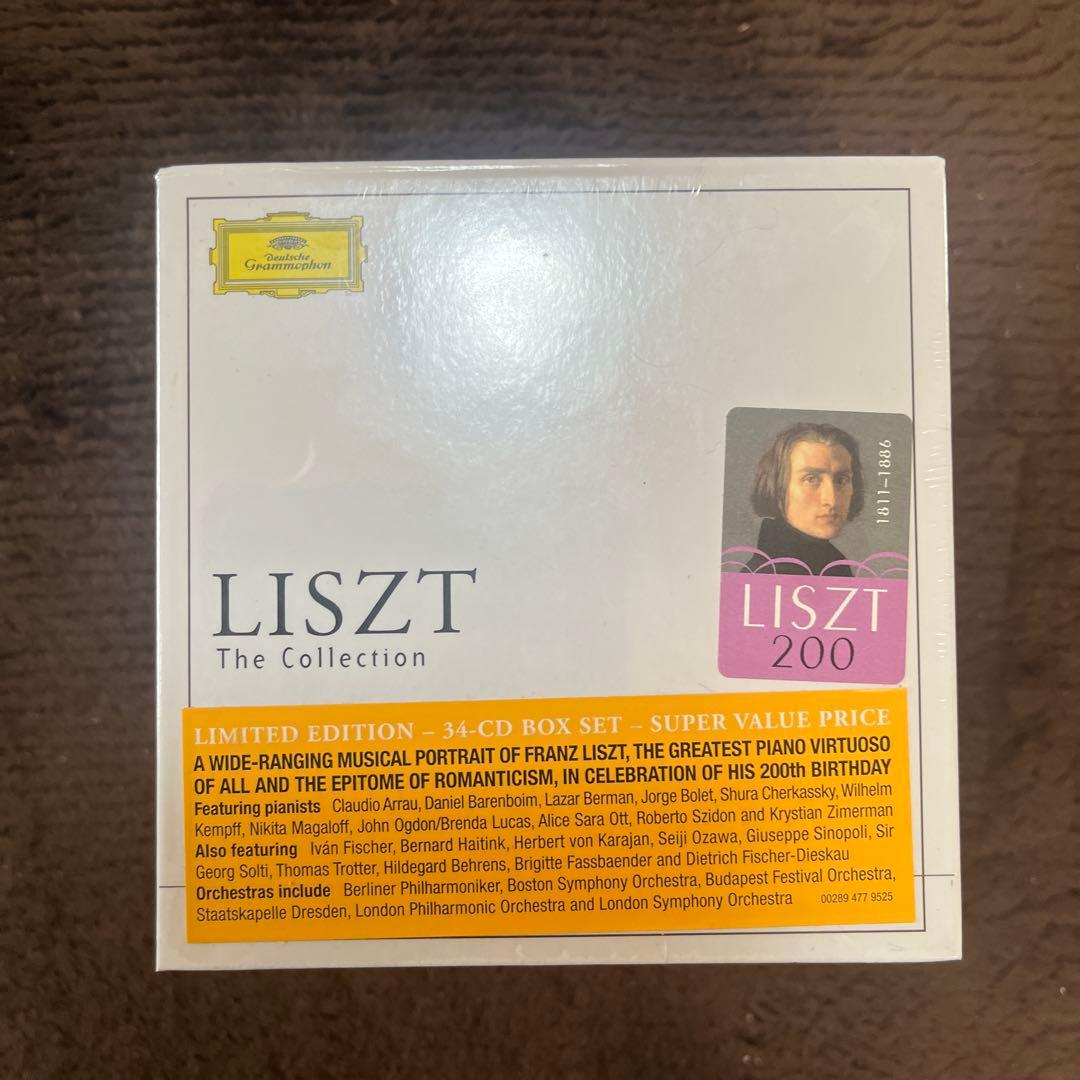 Deutsche
Grammophon
1811–1886
LISZT
The Collection
LISZT
200
LIMITED EDITION – 34-CD BOX SET – SUPER VALUE PRICE
A WIDE-RANGING MUSICAL PORTRAIT OF FRANZ LISZT, THE GREATEST PIANO VIRTUOSO
OF ALL AND THE EPITOME OF ROMANTICISM, IN CELEBRATION OF HIS 200th BIRTHDAY
Featuring pianists Claudio Arrau, Daniel Barenboim, Lazar Berman, Jorge Bolet, Shura Cherkassky, Wilhelm
Kempff, Nikita Magaloff, John Ogdon/Brenda Lucas, Alice Sara Ott, Roberto Szidon and Krystian Zimerman
Also featuring Iván Fischer, Bernard Haitink, Herbert von Karajan, Seiji Ozawa, Giuseppe Sinopoli, Sir
Georg Solti, Thomas Trotter, Hildegard Behrens, Brigitte Fassbaender and Dietrich Fischer-Dieskau
Orchestras include Berliner Philharmoniker, Boston Symphony Orchestra, Budapest Festival Orchestra,
Staatskapelle Dresden, London Philharmonic Orchestra and London Symphony Orchestra 00289 477 9525